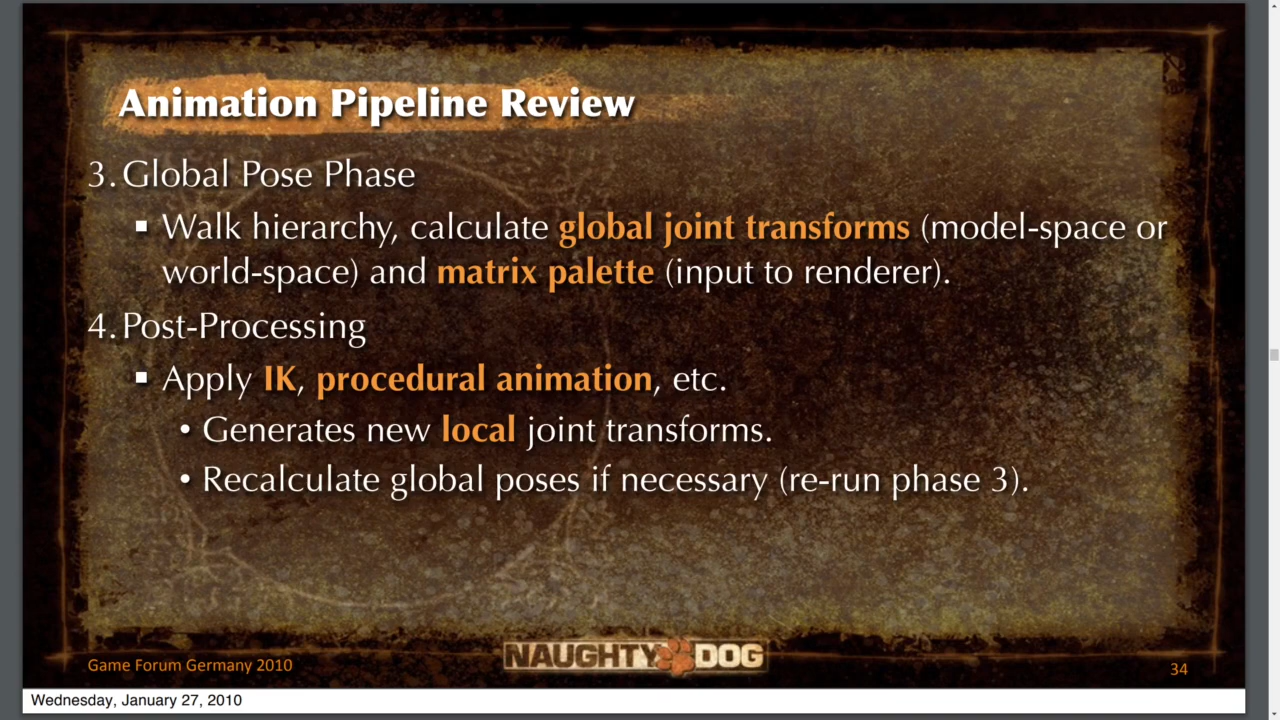 Animation Pipeline Review
3. Global Pose Phase
▪ Walk hierarchy, calculate global joint transforms (model-space or
world-space) and matrix palette (input to renderer).
4. Post-Processing
▪ Apply IK, procedural animation, etc.
• Generates new local joint transforms.
• Recalculate global poses if necessary (re-run phase 3).
Game Forum Germany 2010
NAUGHTY DOG
34
Wednesday, January 27, 2010